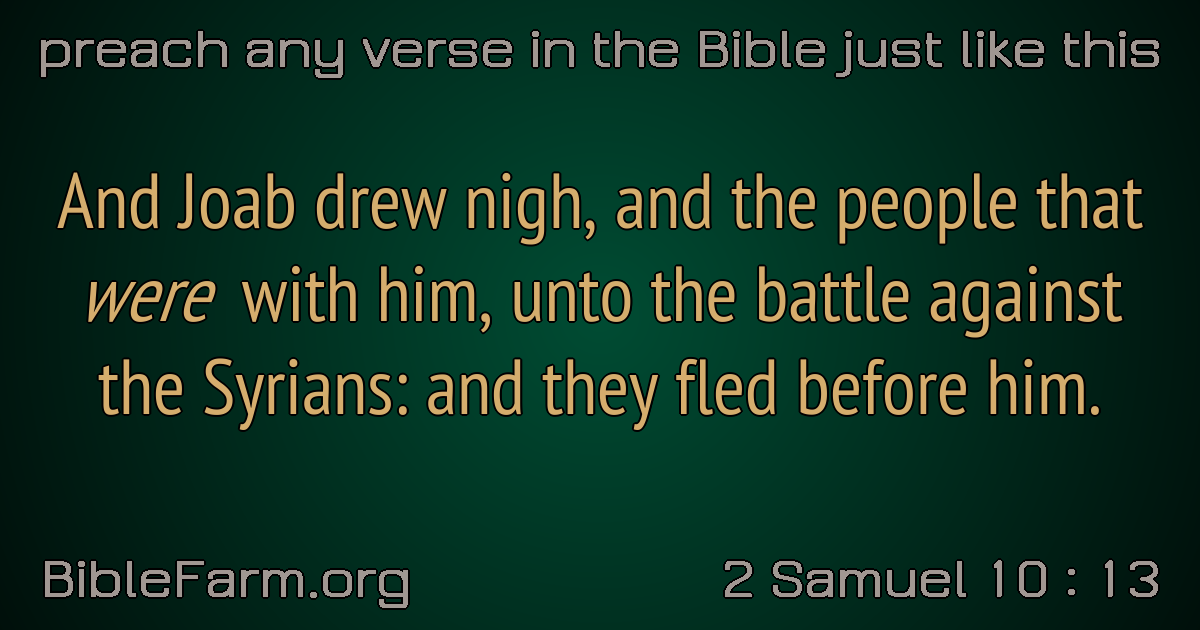 preach any verse in the Bible just like this
And Joab drew nigh, and the people that
were with him, unto the battle against
the Syrians: and they fled before him.
BibleFarm.org
2 Samuel 10 : 13